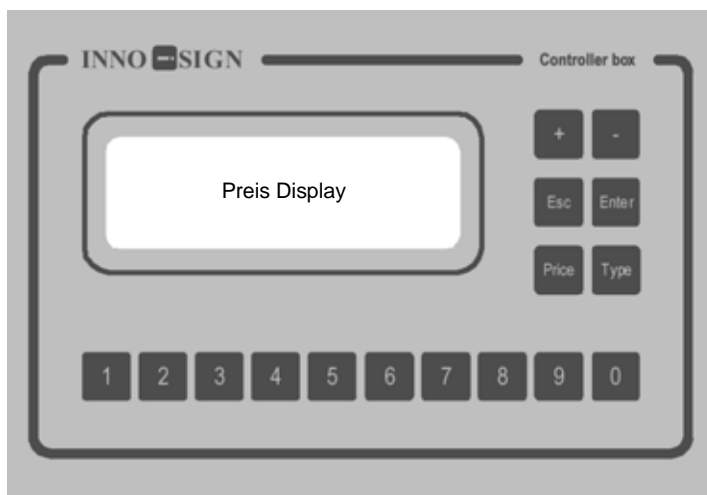 INNO SIGN Controller box
Preis Display
+ -
Esc Enter
Price Type
1 2 3 4 5 6 7 8 9 0